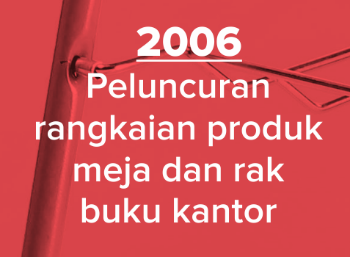 2006
Peluncuran
rangkaian produk
meja dan rak
buku kantor